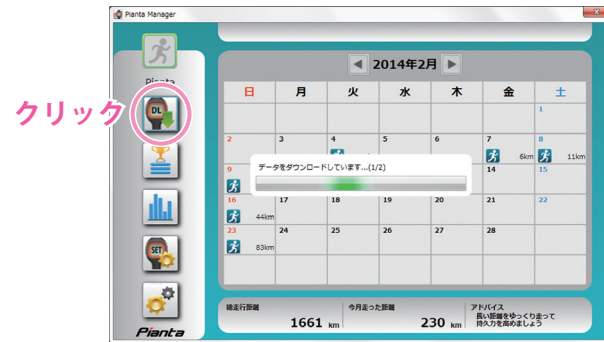 Pianta Manager
2014年2月
Pianta
日 月 火 水 木 金 土
クリック
DL
1
2 3 4 5 6 7 8
6km 11km
データをダウンロードしています...(1/2)
9 14 15
16 17 18 19 20 21 22
44km
23 24 25 26 27 28
SET
83km
総走行距離 今月走った距離 アドバイス
1661 km 230 km 長い距離をゆっくり走って
持久力を高めましょう
Pianta